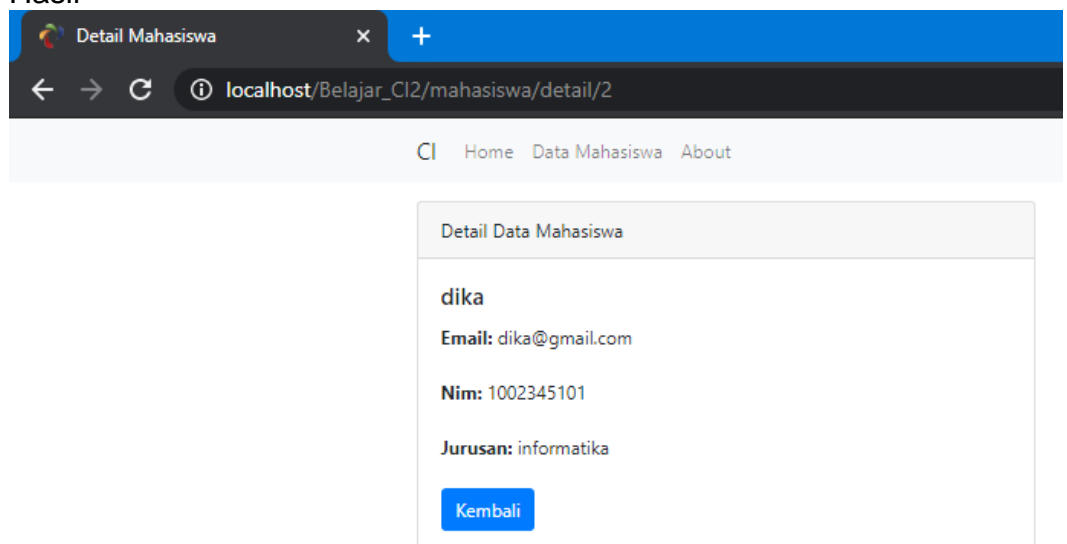 Hasil
Detail Mahasiswa
localhost/Belajar_CI2/mahasiswa/detail/2
CI Home Data Mahasiswa About
Detail Data Mahasiswa
dika
Email: dika@gmail.com
Nim: 1002345101
Jurusan: informatika
Kembali